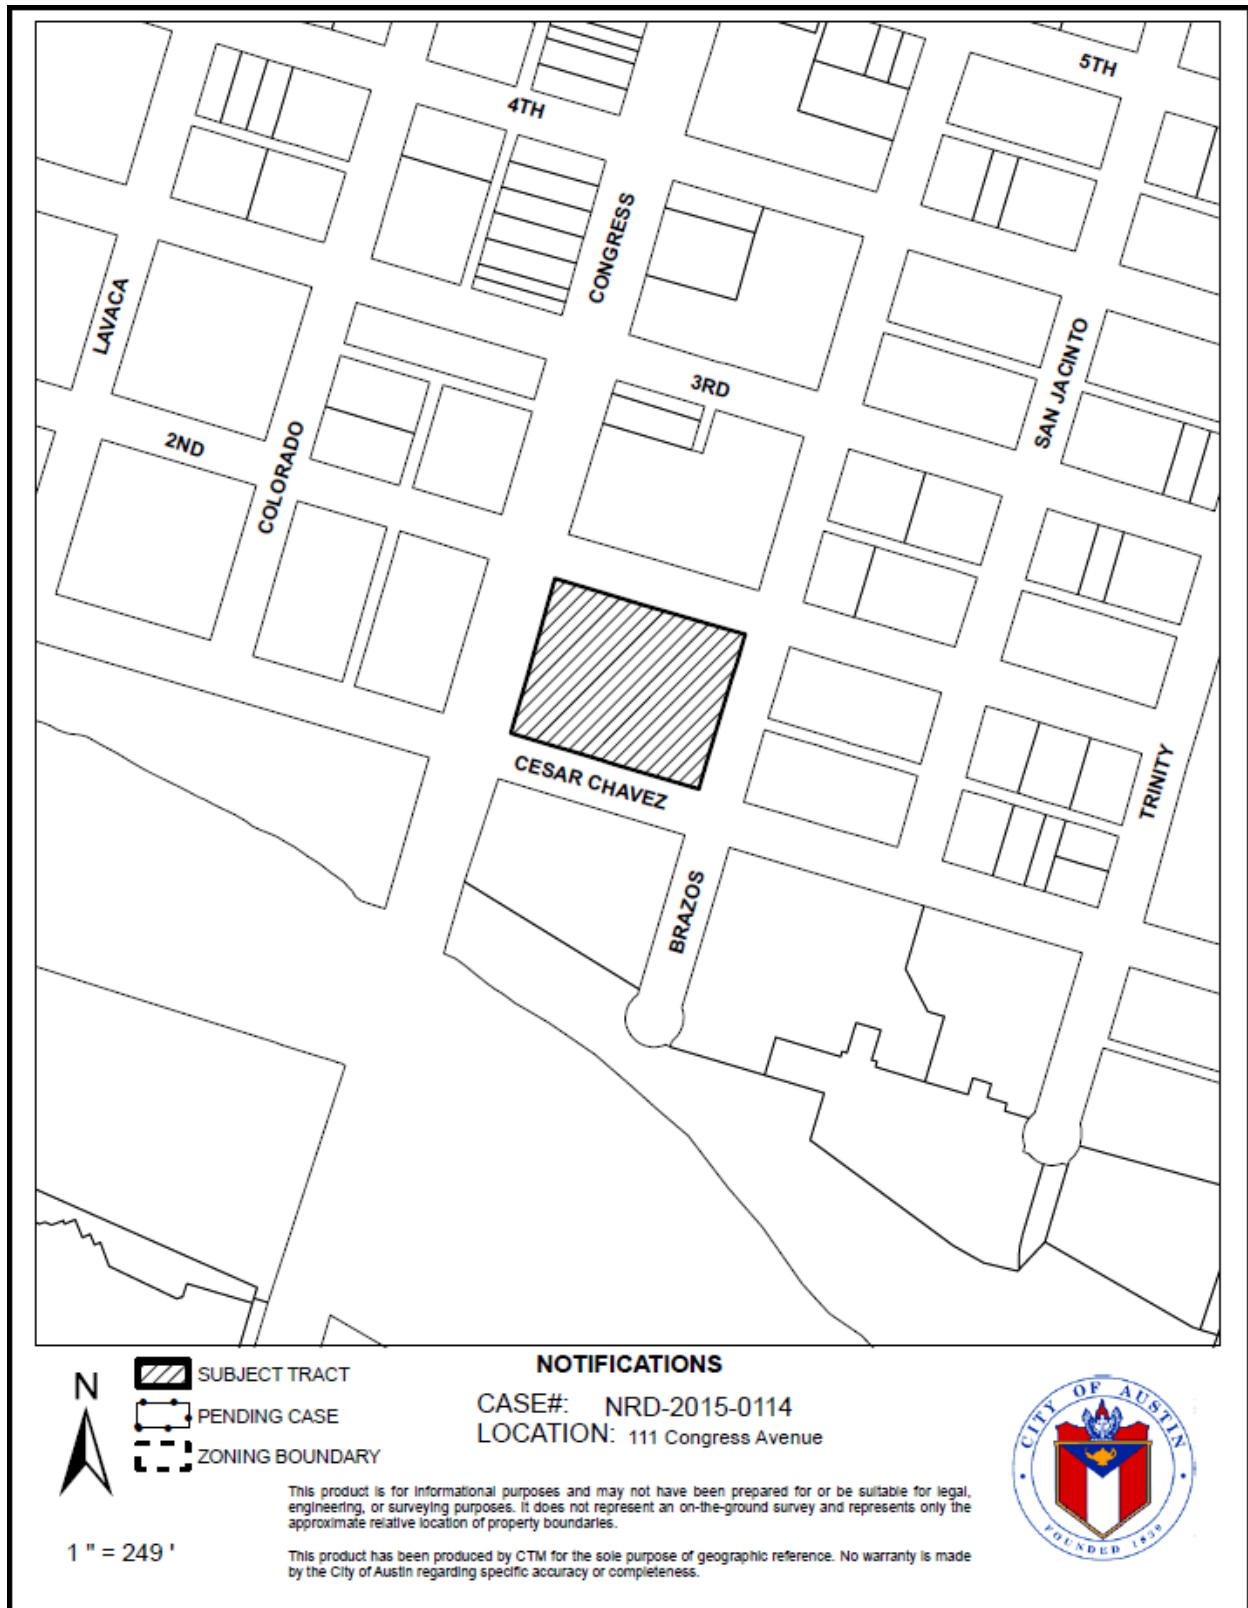 5TH
4TH
CONGRESS
LAVACA
SAN JACINTO
3RD
2ND
COLORADO
CESAR CHAVEZ
TRINITY
BRAZOS
N
1 " = 249 '
SUBJECT TRACT
PENDING CASE
ZONING BOUNDARY
NOTIFICATIONS
CASE#: NRD-2015-0114
LOCATION: 111 Congress Avenue
This product is for informational purposes and may not have been prepared for or be suitable for legal,
engineering, or surveying purposes. It does not represent an on-the-ground survey and represents only the
approximate relative location of property boundaries.
This product has been produced by CTM for the sole purpose of geographic reference. No warranty is made
by the City of Austin regarding specific accuracy or completeness.
CITY OF AUSTIN
FOUNDED 1839